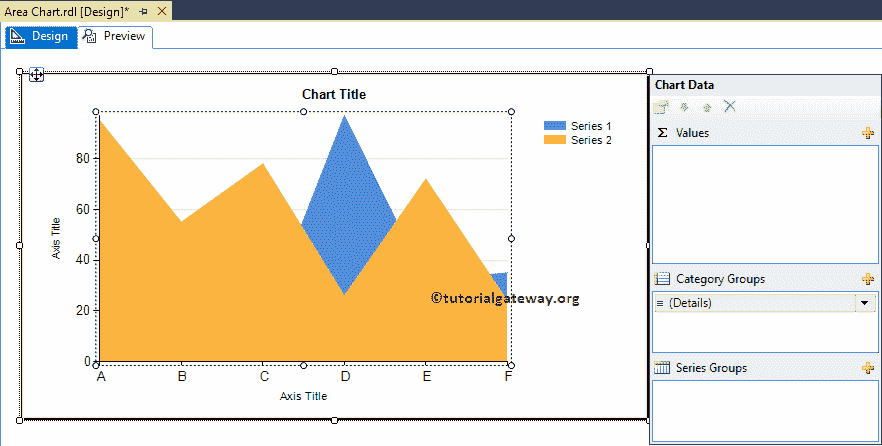 Area Chart.rdl [Design]*
Design
Preview
Chart Title
Series 1
Series 2
80
60
40
20
0
Axis Title
A B C D E F
Axis Title
©tutorialgateway.org
Chart Data
Σ Values
Category Groups
(Details)
Series Groups